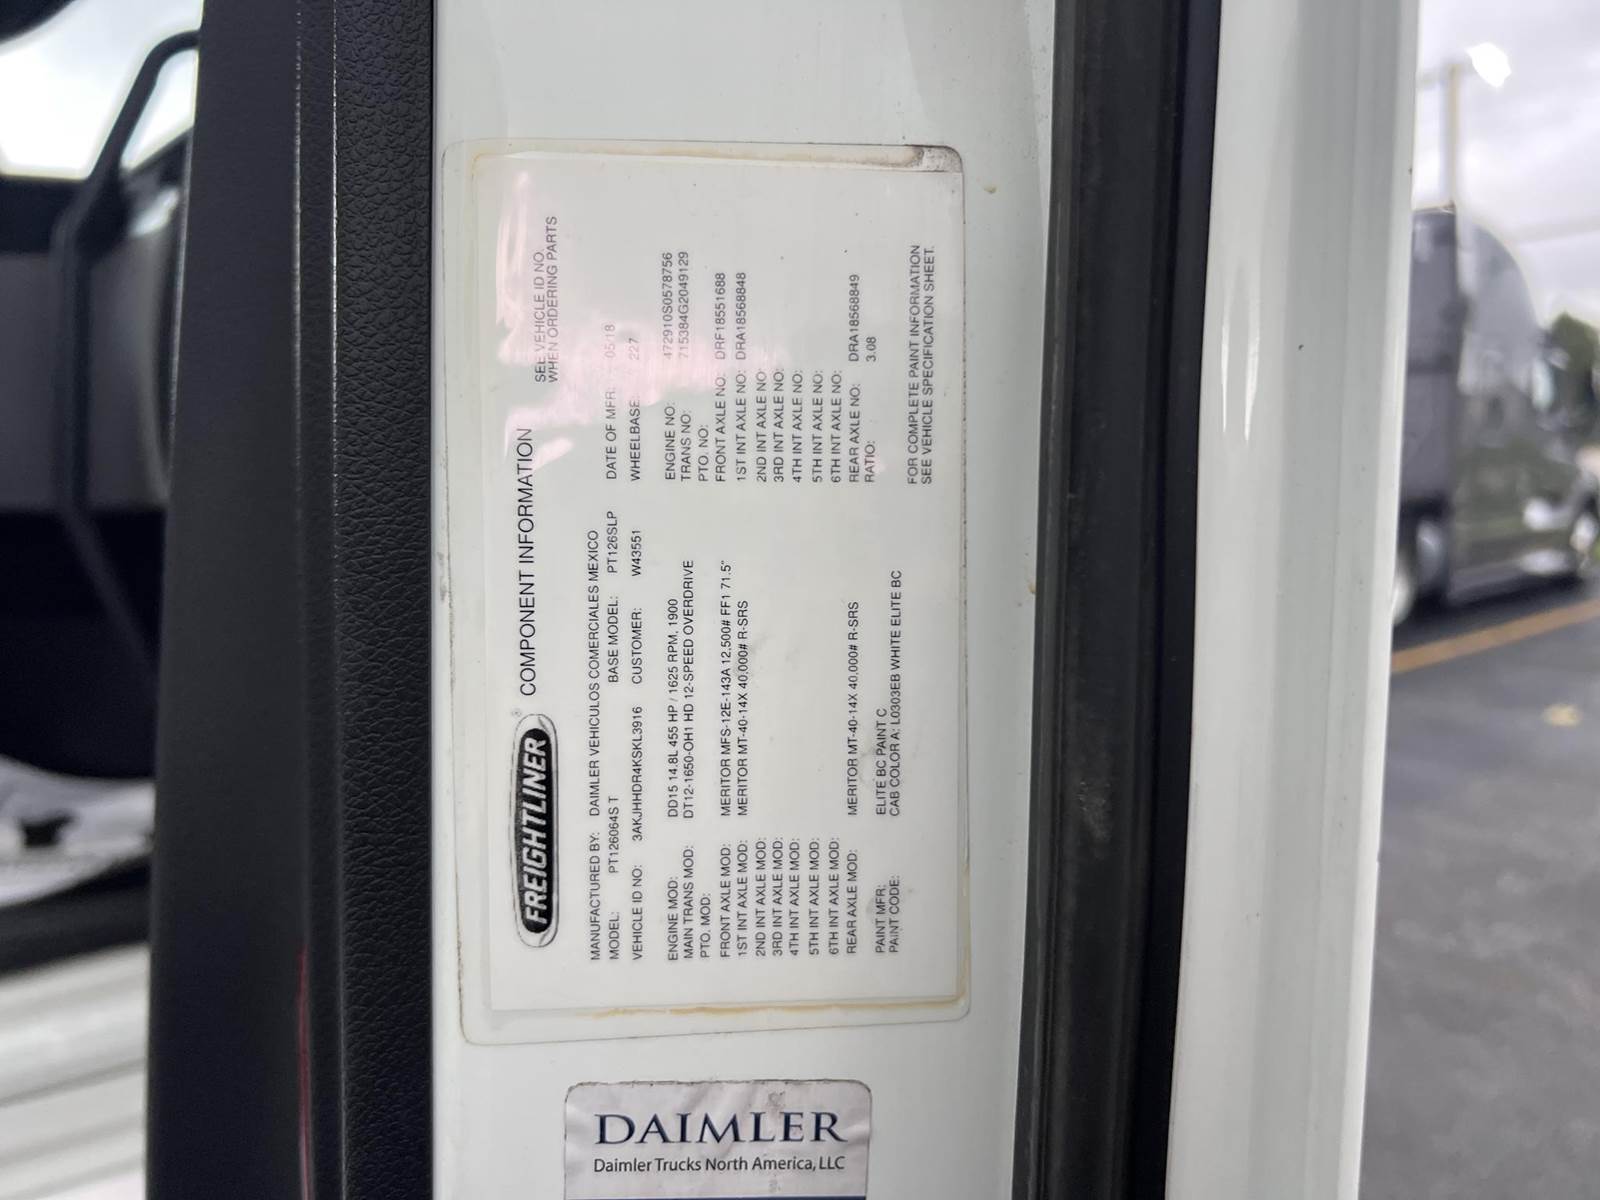 FREIGHTLINER
® COMPONENT INFORMATION
SEE VEHICLE ID NO.
WHEN ORDERING PARTS
MANUFACTURED BY: DAIMLER VEHICULOS COMERCIALES MEXICO
MODEL: PT126064S T BASE MODEL: PT126SLP DATE OF MFR: 05/18
VEHICLE ID NO: 3AKJHHDR4KSKL3916 CUSTOMER: W43551 WHEELBASE: 227
ENGINE MOD: DD15 14.8L 455 HP / 1625 RPM, 1900 ENGINE NO: 472910S0578756
MAIN TRANS MOD: DT12-1650-OH1 HD 12-SPEED OVERDRIVE TRANS NO: 715384G2049129
PTO. MOD: PTO. NO:
FRONT AXLE MOD: MERITOR MFS-12E-143A 12,500# FF1 71.5" FRONT AXLE NO: DRF18551688
1ST INT AXLE MOD: MERITOR MT-40-14X 40,000# R-SRS 1ST INT AXLE NO: DRA18568848
2ND INT AXLE MOD: 2ND INT AXLE NO:
3RD INT AXLE MOD: 3RD INT AXLE NO:
4TH INT AXLE MOD: 4TH INT AXLE NO:
5TH INT AXLE MOD: 5TH INT AXLE NO:
6TH INT AXLE MOD: 6TH INT AXLE NO:
REAR AXLE MOD: MERITOR MT-40-14X 40,000# R-SRS REAR AXLE NO: DRA18568849
RATIO: 3.08
PAINT MFR: ELITE BC PAINT C
PAINT CODE: CAB COLOR A: L0303EB WHITE ELITE BC
FOR COMPLETE PAINT INFORMATION
SEE VEHICLE SPECIFICATION SHEET.
DAIMLER
Daimler Trucks North America, LLC